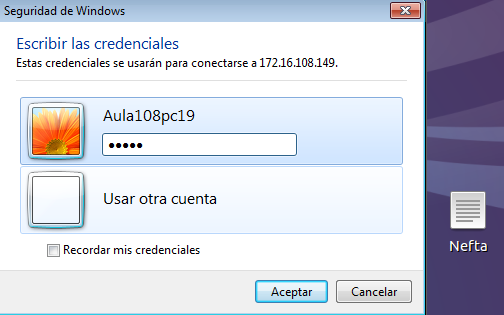 Seguridad de Windows
Escribir las credenciales
Estas credenciales se usarán para conectarse a 172.16.108.149.
Aula108pc19
•••••
Usar otra cuenta
Recordar mis credenciales
Aceptar
Cancelar
Nefta